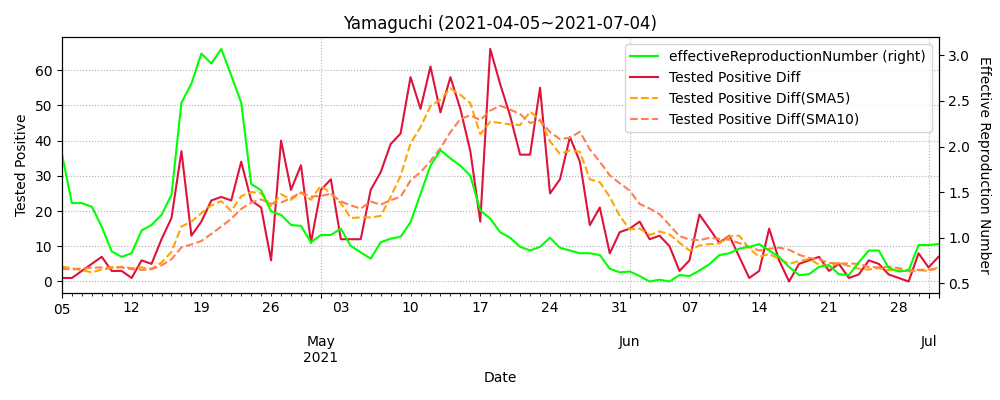 Yamaguchi (2021-04-05~2021-07-04)
effectiveReproductionNumber (right)
Tested Positive Diff
Tested Positive Diff(SMA5)
Tested Positive Diff(SMA10)
Tested Positive
60
50
40
30
20
10
0
3.0
2.5
2.0
1.5
1.0
0.5
Effective Reproduction Number
05 12 19 26 03 10 17 24 31 07 14 21 28
May Jun Jul
2021
Date